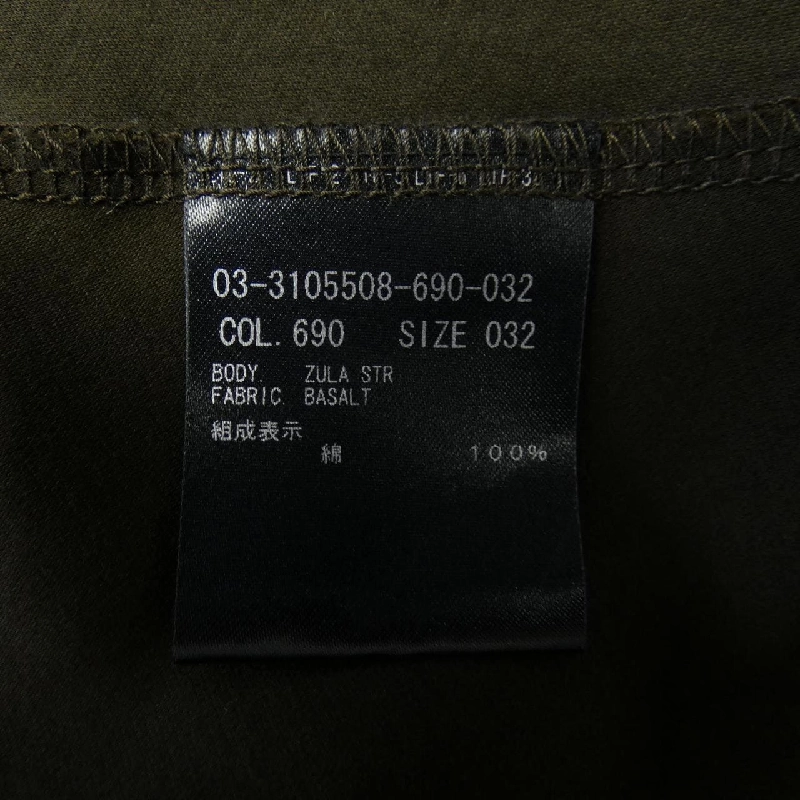 03-3105508-690-032
COL. 690 SIZE 032
BODY. ZULA STR
FABRIC. BASALT
組成表示
綿 100%